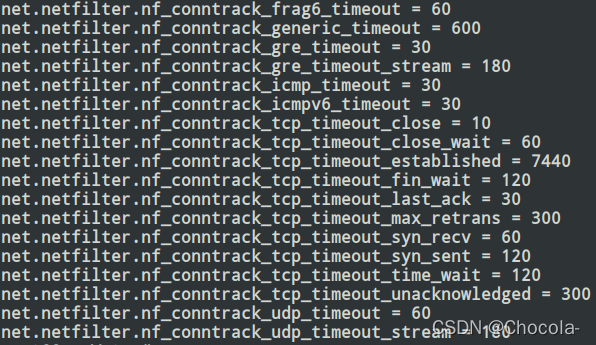 net.netfilter.nf_conntrack_frag6_timeout = 60
net.netfilter.nf_conntrack_generic_timeout = 600
net.netfilter.nf_conntrack_gre_timeout = 30
net.netfilter.nf_conntrack_gre_timeout_stream = 180
net.netfilter.nf_conntrack_icmp_timeout = 30
net.netfilter.nf_conntrack_icmpv6_timeout = 30
net.netfilter.nf_conntrack_tcp_timeout_close = 10
net.netfilter.nf_conntrack_tcp_timeout_close_wait = 60
net.netfilter.nf_conntrack_tcp_timeout_established = 7440
net.netfilter.nf_conntrack_tcp_timeout_fin_wait = 120
net.netfilter.nf_conntrack_tcp_timeout_last_ack = 30
net.netfilter.nf_conntrack_tcp_timeout_max_retrans = 300
net.netfilter.nf_conntrack_tcp_timeout_syn_recv = 60
net.netfilter.nf_conntrack_tcp_timeout_syn_sent = 120
net.netfilter.nf_conntrack_tcp_timeout_time_wait = 120
net.netfilter.nf_conntrack_tcp_timeout_unacknowledged = 300
net.netfilter.nf_conntrack_udp_timeout = 60
net.netfilter.nf_conntrack_udp_timeout_stream = 180
CSDN @Chocola-